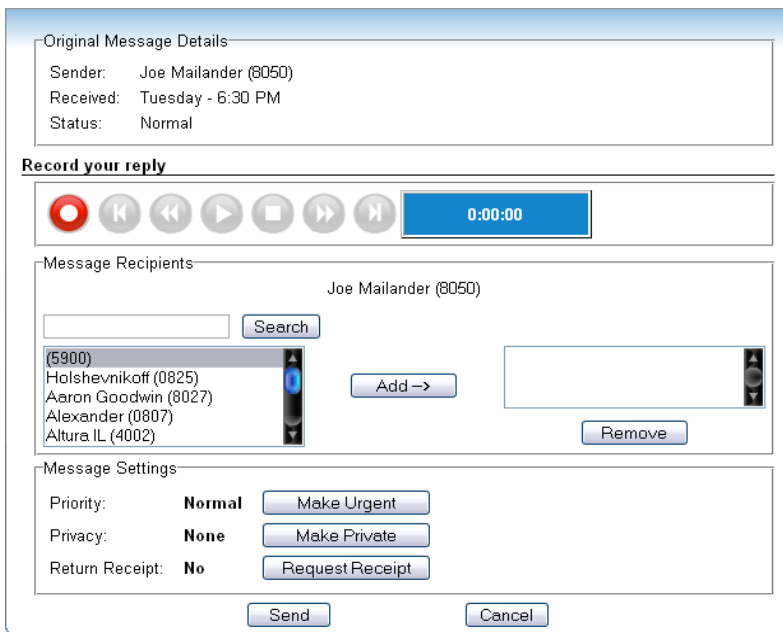 Original Message Details
Sender: Joe Mailander (8050)
Received: Tuesday - 6:30 PM
Status: Normal
Record your reply
0:00:00
Message Recipients
Joe Mailander (8050)
Search
(5900)
Holshevnikoff (0825)
Aaron Goodwin (8027)
Alexander (0807)
Altura IL (4002)
Add -->
Remove
Message Settings
Priority: Normal Make Urgent
Privacy: None Make Private
Return Receipt: No Request Receipt
Send Cancel